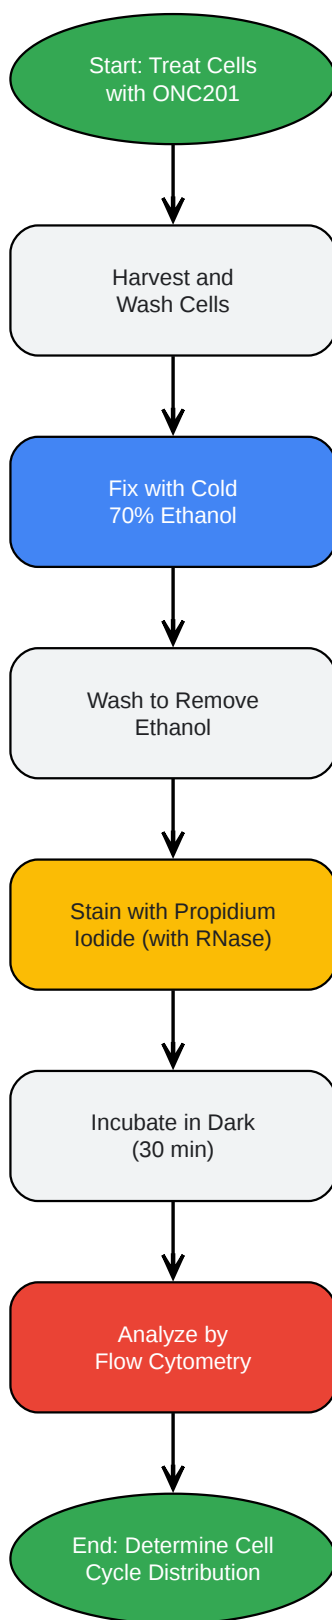 Start: Treat Cells
with ONC201
Harvest and
Wash Cells
Fix with Cold
70% Ethanol
Wash to Remove
Ethanol
Stain with Propidium
Iodide (with RNase)
Incubate in Dark
(30 min)
Analyze by
Flow Cytometry
End: Determine Cell
Cycle Distribution